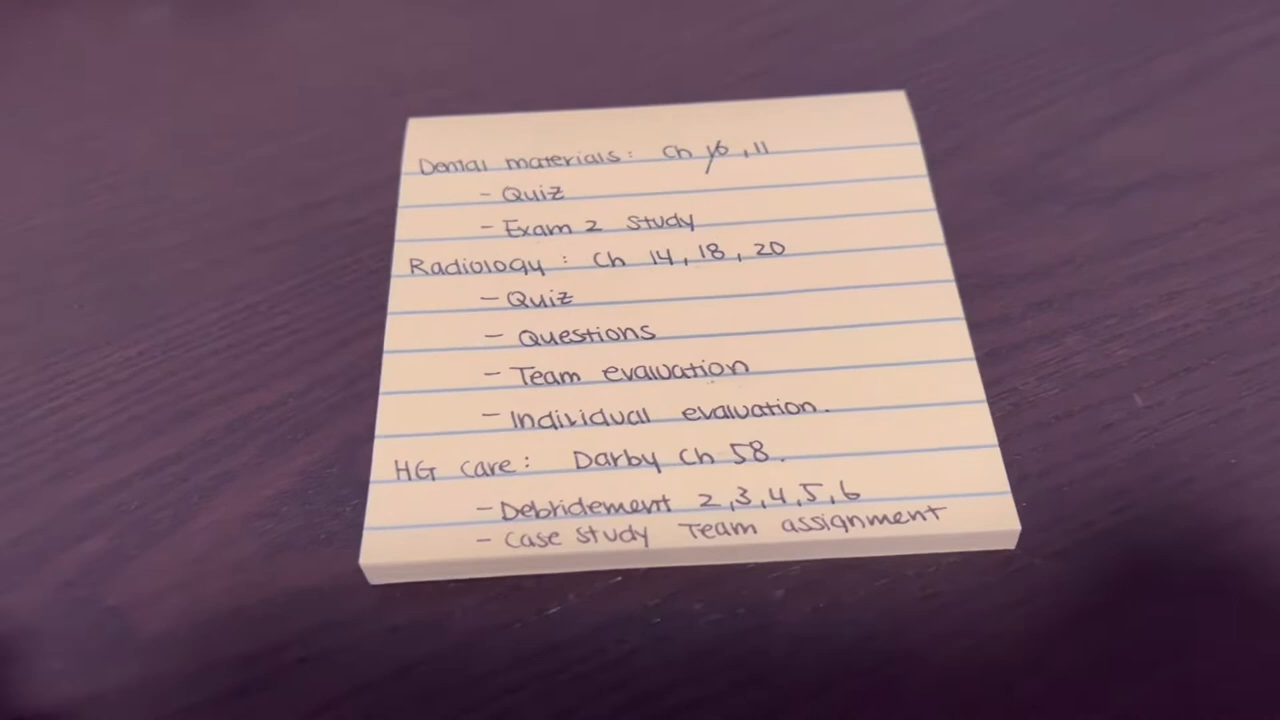 Dental materials: Ch 6, 11
- Quiz
- Exam 2 Study
Radiology: Ch 14, 18, 20
- Quiz
- Questions
- Team evaluation
- Individual evaluation.
HG care: Darby Ch 58.
- Debridement 2,3,4,5,6
- Case study Team assignment